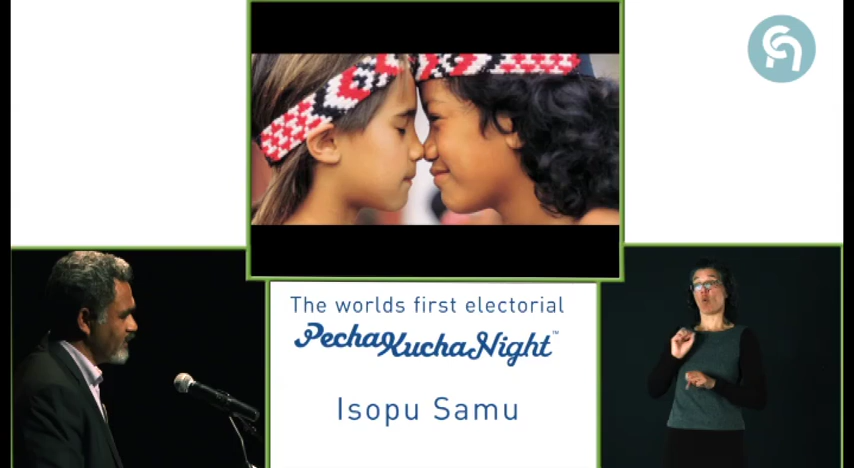 The worlds first electorial
PechaKuchaNight™
Isopu Samu